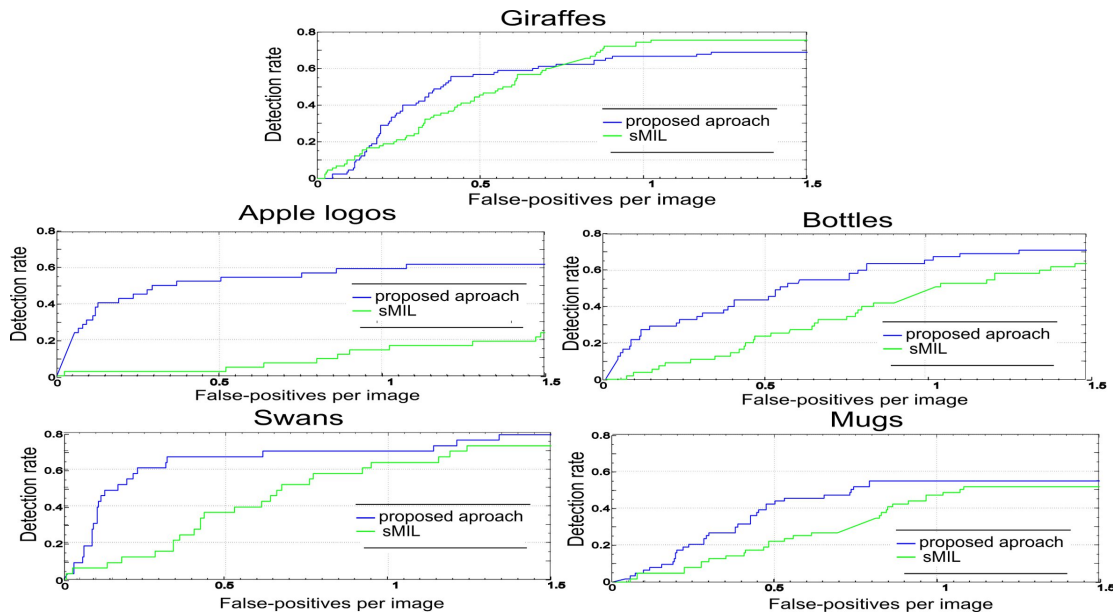 Giraffes
Detection rate
0.8
0.6
0.4
0.2
0
0
0.5
1
1.5
proposed aproach
sMIL
False-positives per image
Apple logos
Detection rate
0.8
0.6
0.4
0.2
0
0
0.5
1
1.5
proposed aproach
sMIL
False-positives per image
Bottles
Detection rate
0.8
0.6
0.4
0.2
0
0
0.5
1
1.5
proposed aproach
sMIL
False-positives per image
Swans
Detection rate
0.8
0.6
0.4
0.2
0
0
0.5
1
1.5
proposed aproach
sMIL
False-positives per image
Mugs
Detection rate
0.8
0.6
0.4
0.2
0
0
0.5
1
1.5
proposed aproach
sMIL
False-positives per image